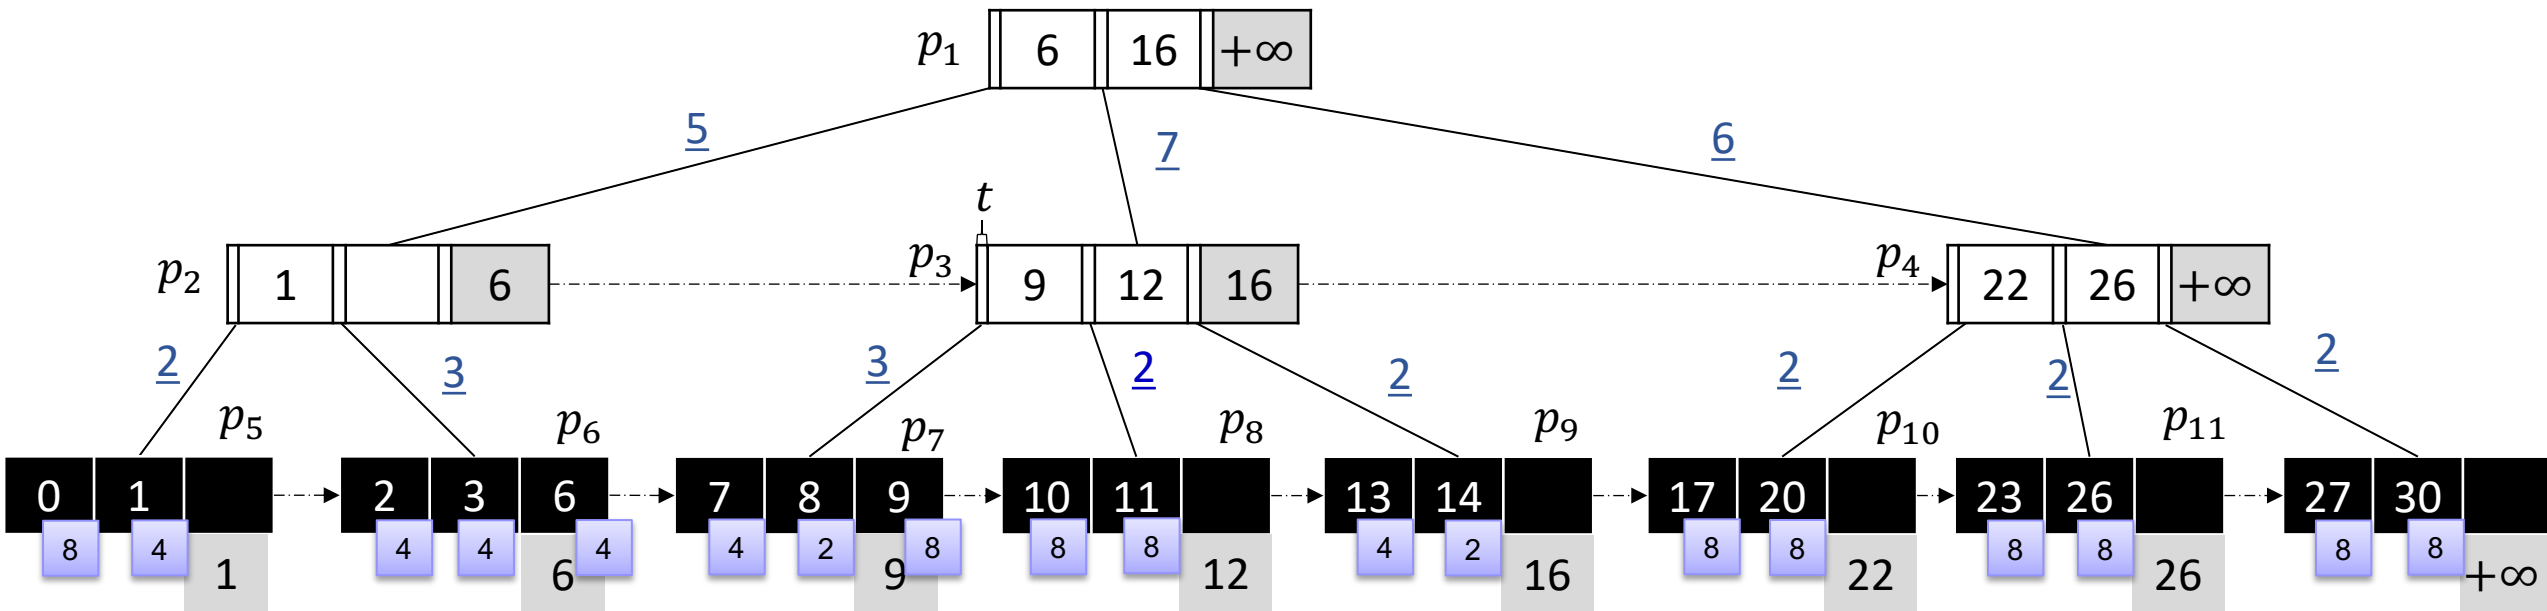 p₁ 6 16 +∞
5 7 6
t
p₂ 1 6 p₃ 9 12 16 p₄ 22 26 +∞
2 3 3 2 2 2 2 2
p₅ p₆ p₇ p₈ p₉ p₁₀ p₁₁
0 1 2 3 6 7 8 9 10 11 13 14 17 20 23 26 27 30
8 4 4 4 4 4 2 8 8 8 4 2 8 8 8 8 8 8
1 6 9 12 16 22 26 +∞